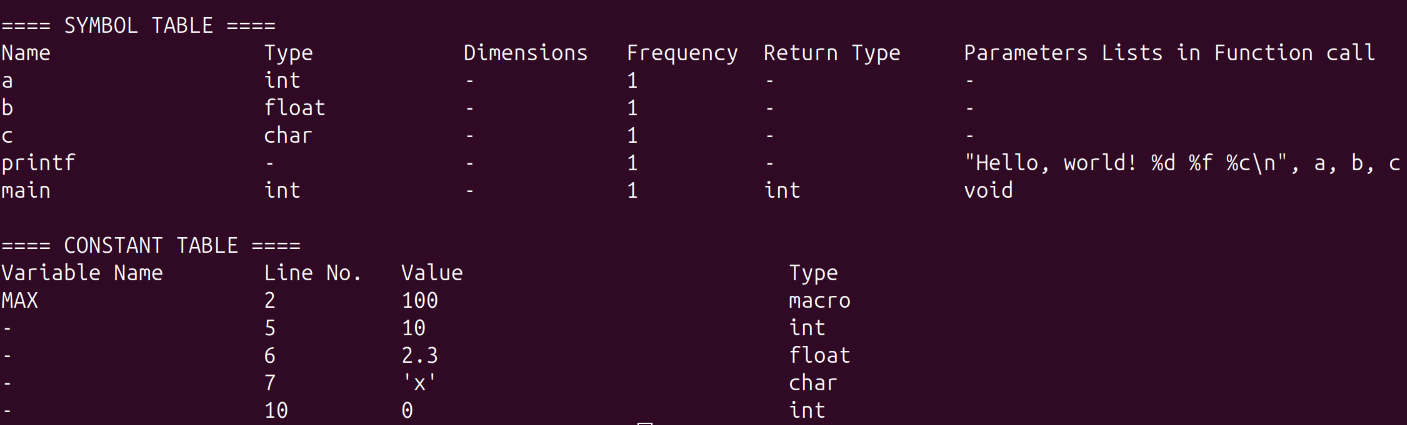 ==== SYMBOL TABLE ====
Name Type Dimensions Frequency Return Type Parameters Lists in Function call
a int - 1 - -
b float - 1 - -
c char - 1 - -
printf - - 1 - "Hello, world! %d %f %c\n", a, b, c
main int - 1 int void
==== CONSTANT TABLE ====
Variable Name Line No. Value Type
MAX 2 100 macro
- 5 10 int
- 6 2.3 float
- 7 'x' char
- 10 0 int